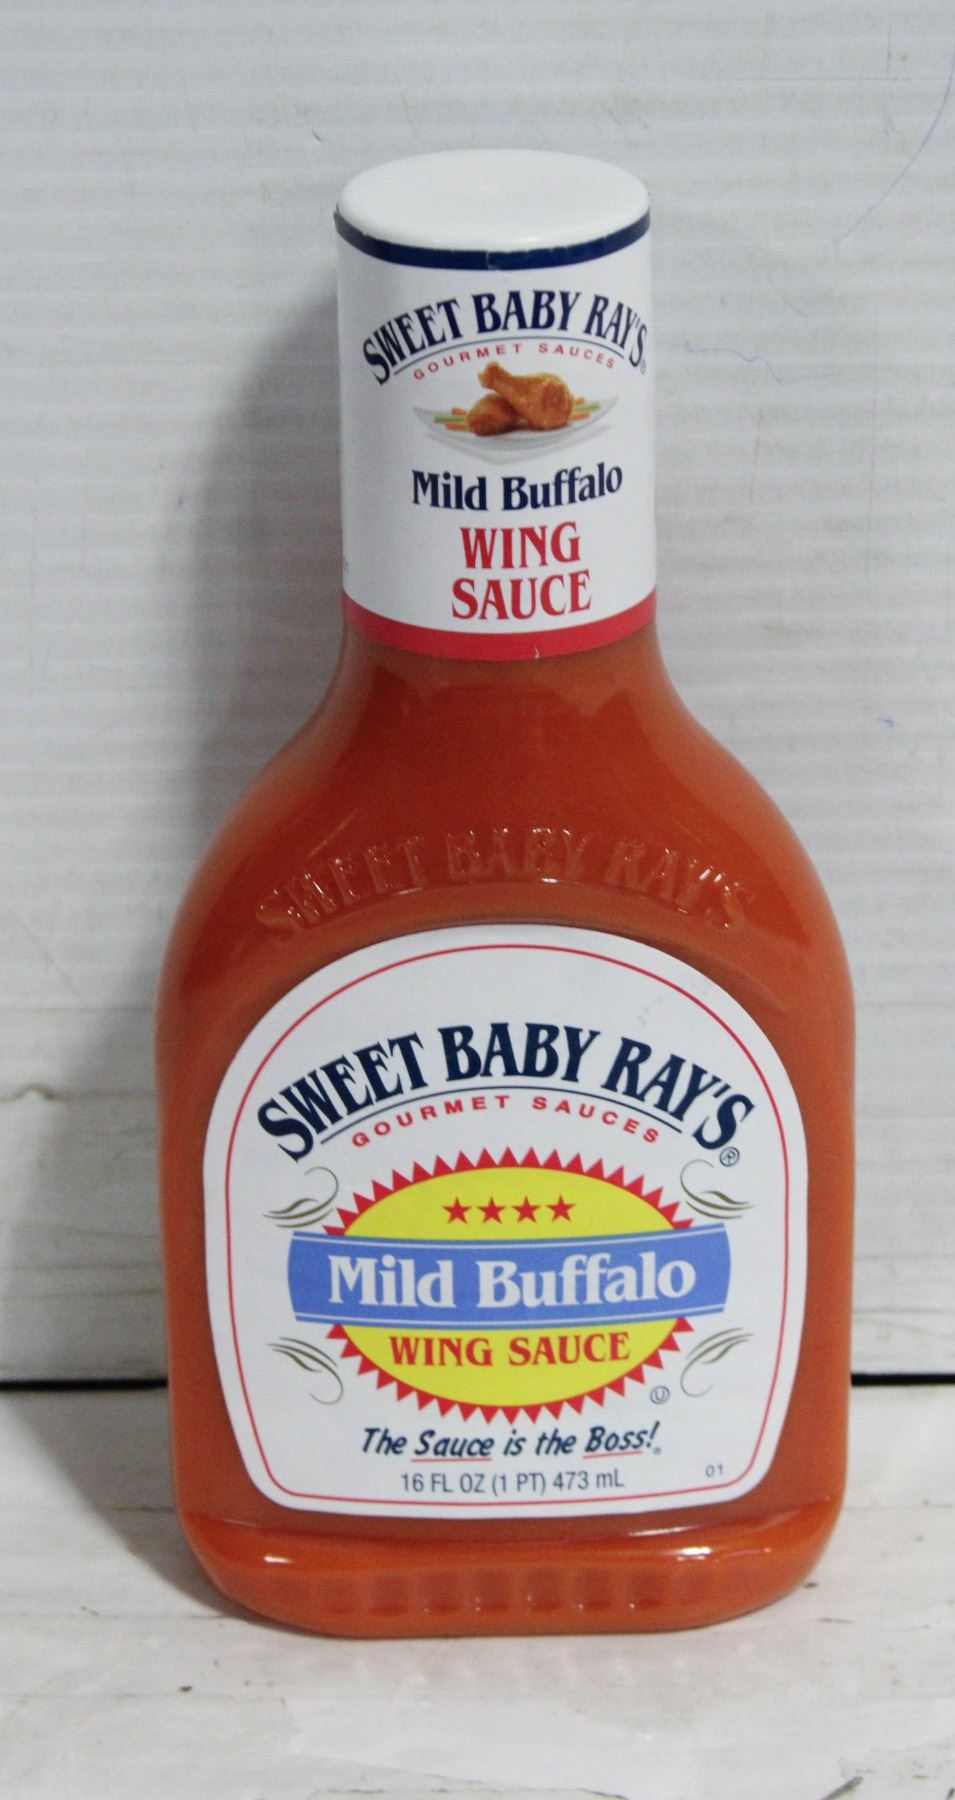 SWEET BABY RAY'S®
GOURMET SAUCES
Mild Buffalo
WING
SAUCE
SWEET BABY RAY'S
SWEET BABY RAY'S®
GOURMET SAUCES
Mild Buffalo
WING SAUCE
U
The Sauce is the Boss!
16 FL OZ (1 PT) 473 mL
01